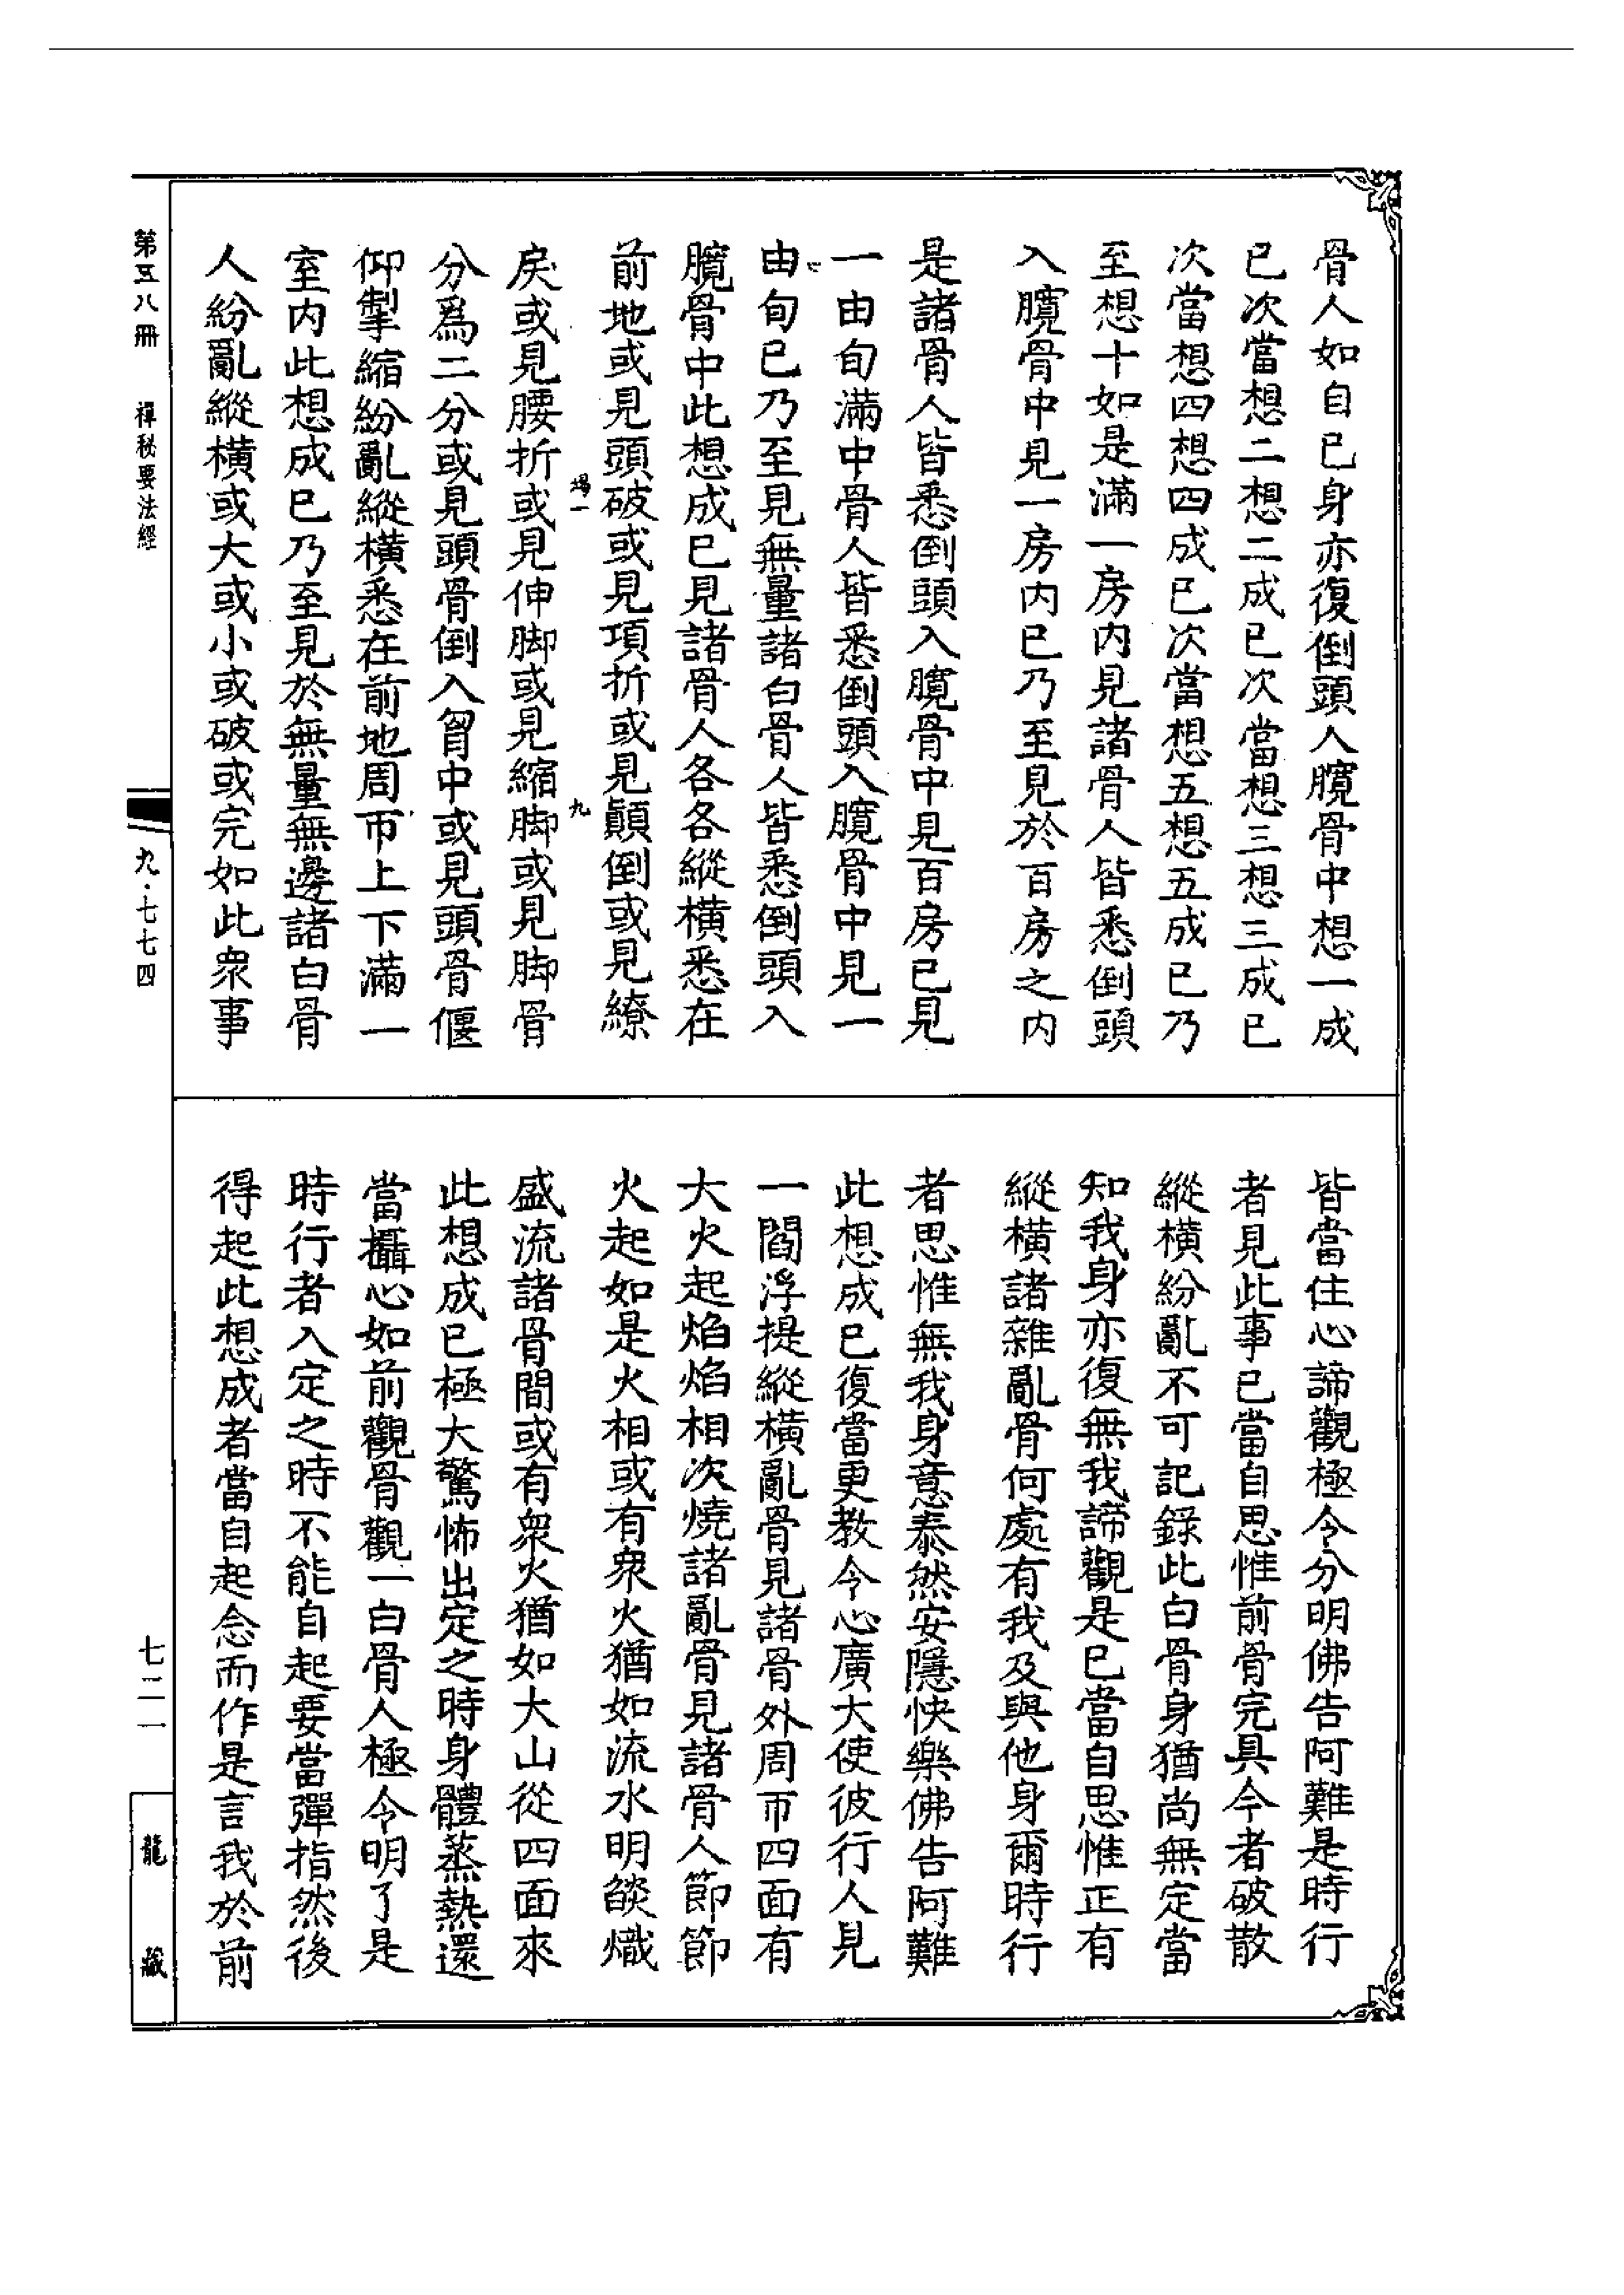 骨人如自己身亦復倒頭入髖骨中想一成
已次當想二想二成已次當想三想三成已
次當想四想四成已次當想五想五成已乃
至想十如是滿一房內見諸骨人皆悉倒頭
入髖骨中見一房內已乃至見於百房之內
是諸骨人皆悉倒頭入髖骨中見百房已見
一由旬滿中骨人皆悉倒頭入髖骨中見一
由旬已乃至見無量諸白骨人皆悉倒頭入
髖骨中此想成已見諸骨人各各縱橫悉在
前地或見頭破或見項折或見顛倒或見繚
戾或見腰折或見伸脚或見縮脚或見脚骨
分爲二分或見頭骨倒入胷中或見頭骨偃
仰掣縮紛亂縱橫悉在前地周帀上下滿一
室內此想成已乃至見於無量無邊諸白骨
人紛亂縱橫或大或小或破或完如此衆事
皆當住心諦觀極令分明佛告阿難是時行
者見此事已當自思惟前骨完具今者破散
縱橫紛亂不可記錄此白骨身猶尚無定當
知我身亦復無我諦觀是已當自思惟正有
縱橫諸雜亂骨何處有我及與他身爾時行
者思惟無我身意泰然安隱快樂佛告阿難
此想成已復當更教令心廣大使彼行人見
一閻浮提縱橫亂骨見諸骨外周帀四面有
大火起焰焰相次燒諸亂骨見諸骨人節節
火起如是火相或有衆火猶如流水明燄熾
盛流諸骨間或有衆火猶如大山從四面來
此想成已極大驚怖出定之時身體蒸熱還
當攝心如前觀骨觀一白骨人極令明了是
時行者入定之時不能自起要當彈指然後
得起此想成者當自起念而作是言我於前
第五八冊
禪秘要法經
九·七七四
七二一
龍藏
九